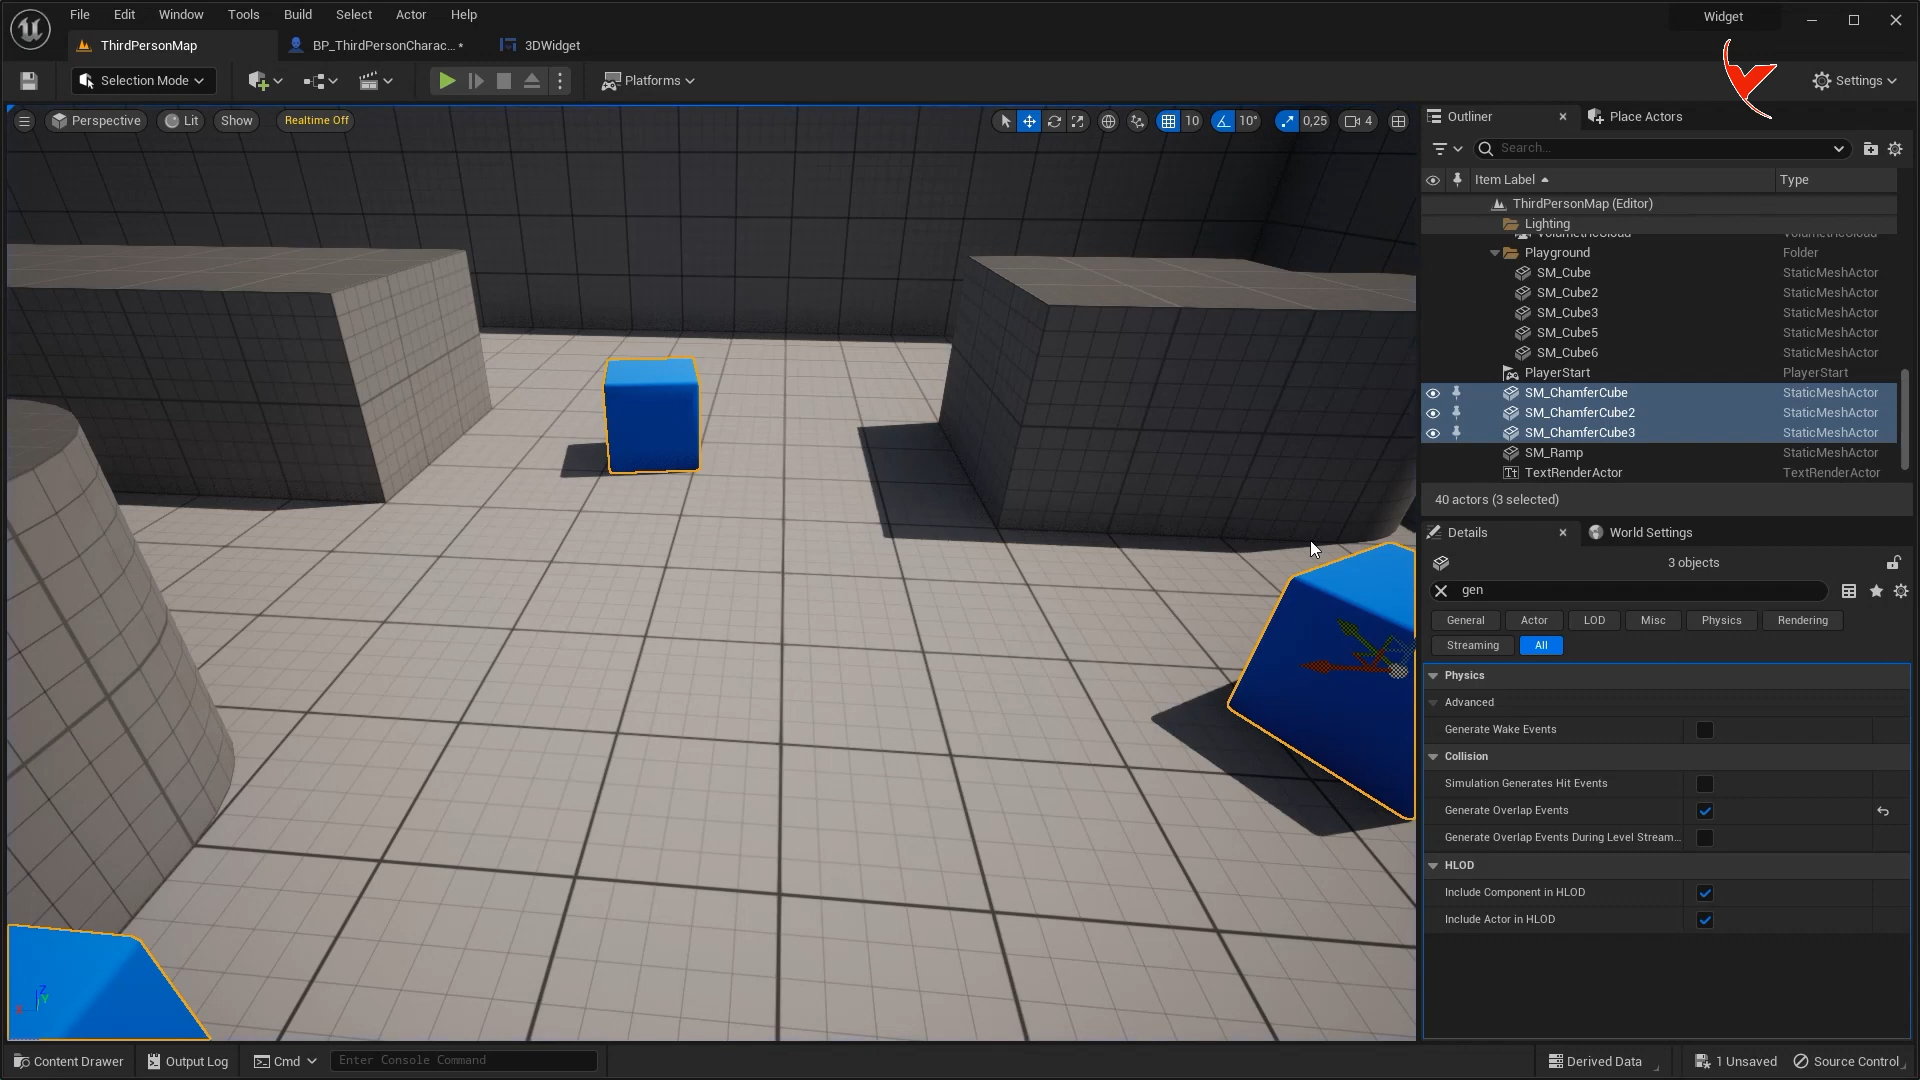 File Edit Window Tools Build Select Actor Help
Widget
ThirdPersonMap
BP_ThirdPersonCharac... *
3DWidget
Selection Mode
Platforms
Settings
Perspective
Lit
Show
Realtime Off
10
10°
0,25
4
Outliner
Place Actors
Search...
Item Label
Type
ThirdPersonMap (Editor)
Lighting
Playground Folder
SM_Cube StaticMeshActor
SM_Cube2 StaticMeshActor
SM_Cube3 StaticMeshActor
SM_Cube5 StaticMeshActor
SM_Cube6 StaticMeshActor
PlayerStart PlayerStart
SM_ChamferCube StaticMeshActor
SM_ChamferCube2 StaticMeshActor
SM_ChamferCube3 StaticMeshActor
SM_Ramp StaticMeshActor
Tt TextRenderActor TextRenderActor
40 actors (3 selected)
Details
World Settings
3 objects
gen
General Actor LOD Misc Physics Rendering
Streaming All
Physics
Advanced
Generate Wake Events
Collision
Simulation Generates Hit Events
Generate Overlap Events
Generate Overlap Events During Level Stream...
HLOD
Include Component in HLOD
Include Actor in HLOD
Z
Y
Content Drawer
Output Log
Cmd
Enter Console Command
Derived Data
1 Unsaved
Source Control